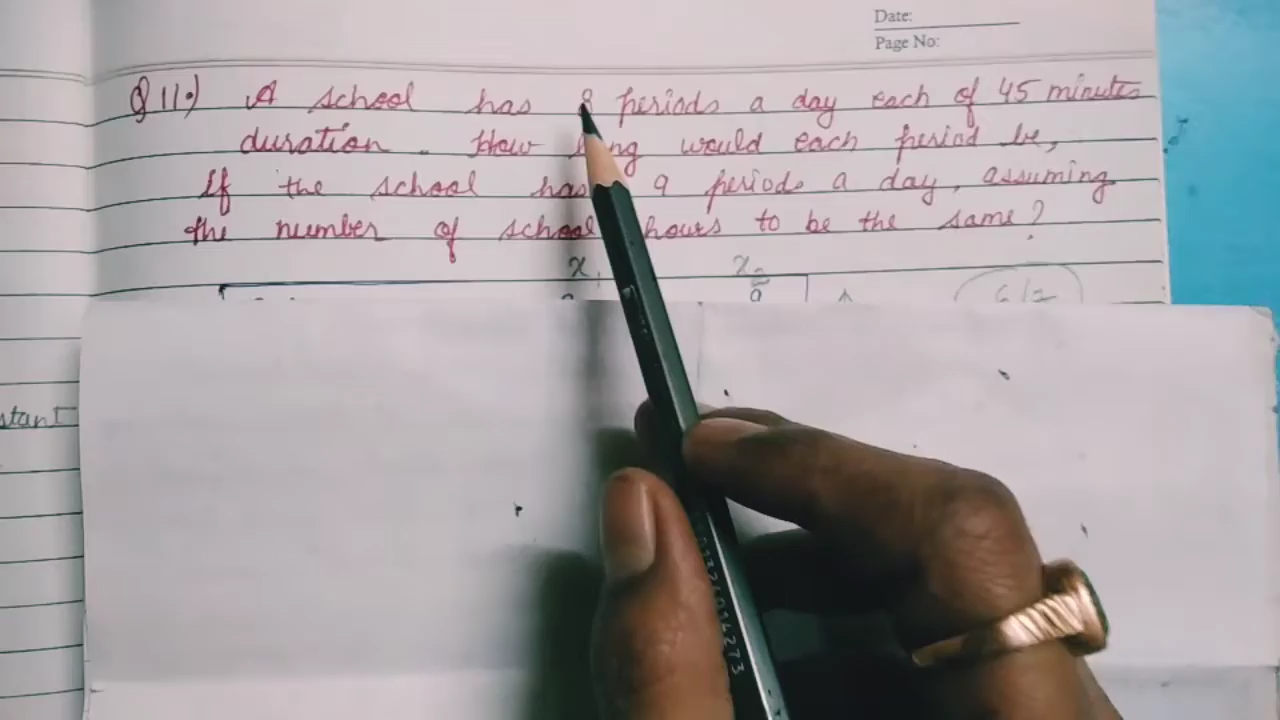 Date:
Page No:
Q 11.) A school has 8 periods a day each of 45 minutes
duration. How long would each period be,
If the school has 9 periods a day, assuming
the number of school hours to be the same?
x₁ x₂
9